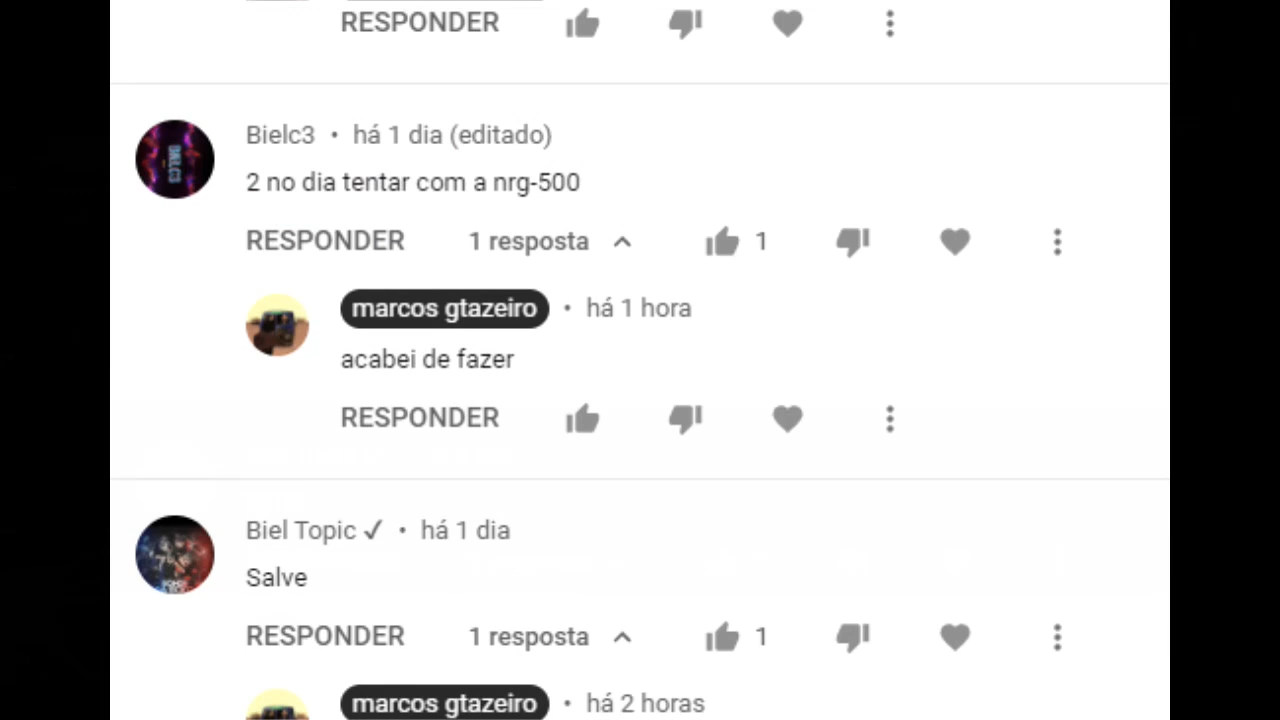 RESPONDER
Bielc3 • há 1 dia (editado)
2 no dia tentar com a nrg-500
RESPONDER 1 resposta 1
marcos gtazeiro • há 1 hora
acabei de fazer
RESPONDER
Biel Topic ✓ • há 1 dia
Salve
RESPONDER 1 resposta 1
marcos gtazeiro • há 2 horas